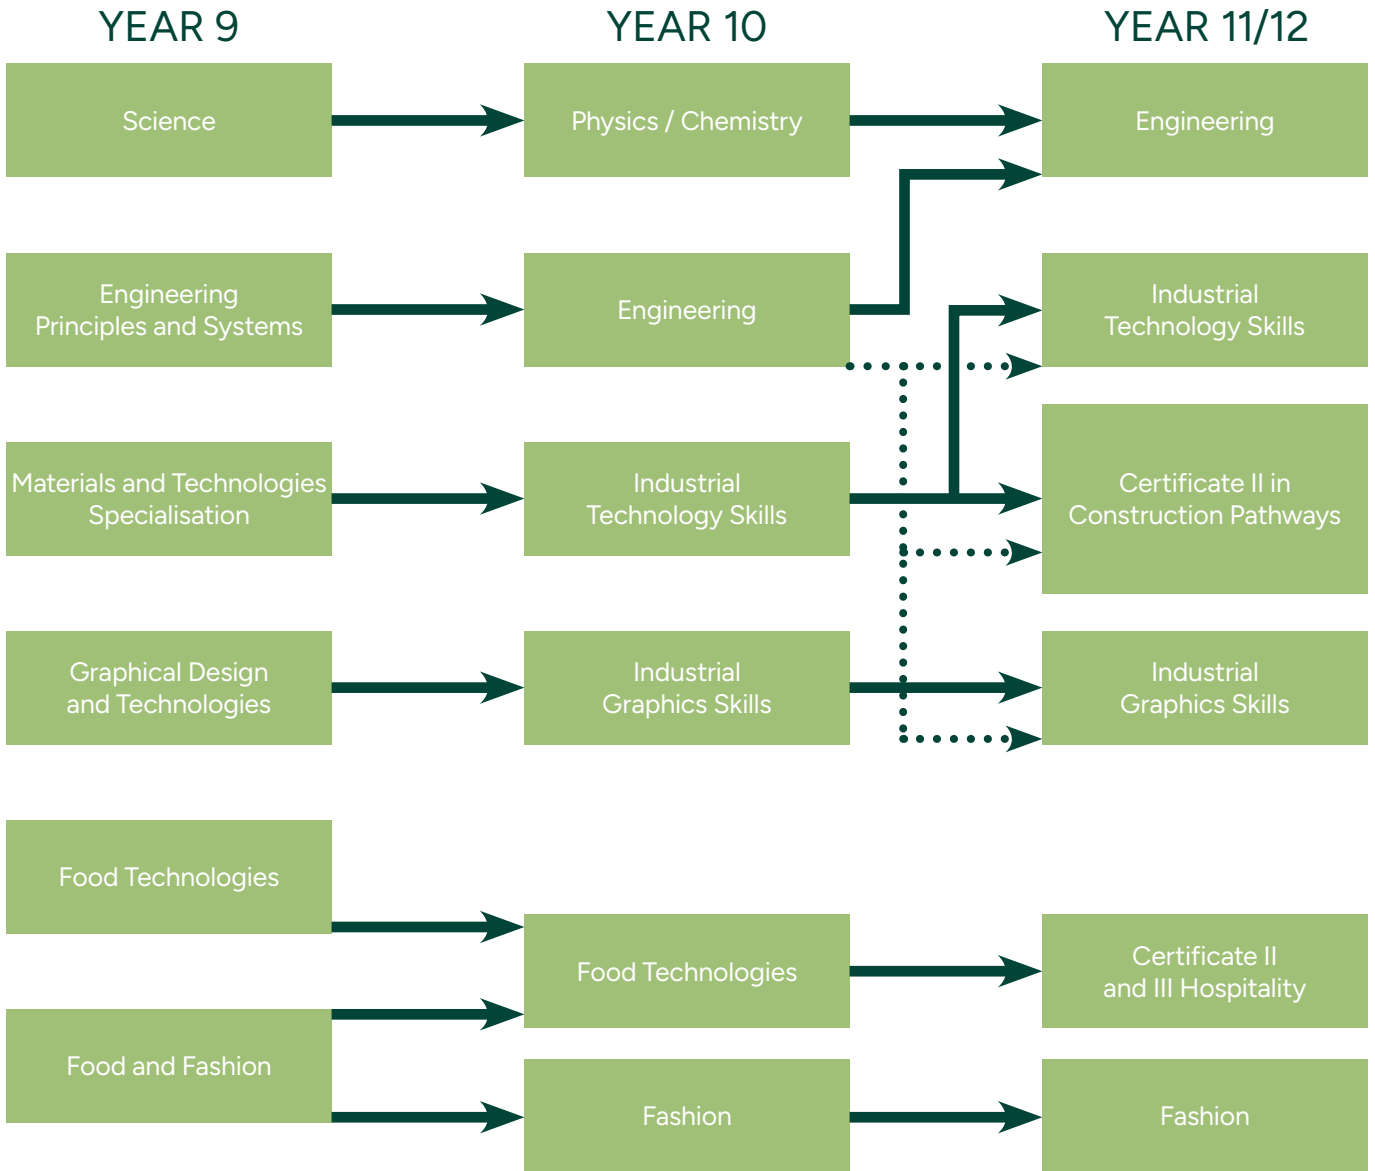 YEAR 9
YEAR 10
YEAR 11/12
Science
Physics / Chemistry
Engineering
Engineering
Principles and Systems
Engineering
Industrial
Technology Skills
Materials and Technologies
Specialisation
Industrial
Technology Skills
Certificate II in
Construction Pathways
Graphical Design
and Technologies
Industrial
Graphics Skills
Industrial
Graphics Skills
Food Technologies
Food Technologies
Certificate II
and III Hospitality
Food and Fashion
Fashion
Fashion